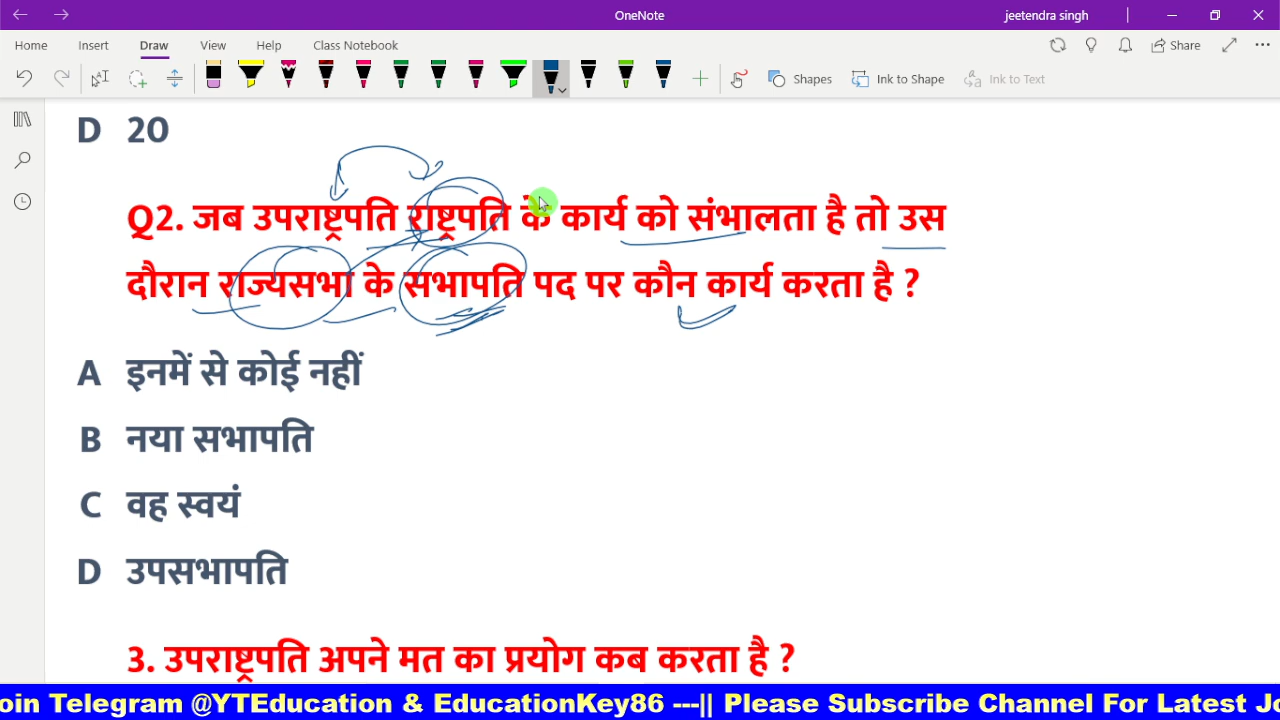 OneNote
jeetendra singh
Home Insert Draw View Help Class Notebook
Share
Shapes Ink to Shape Ink to Text
D 20
Q2. जब उपराष्ट्रपति राष्ट्रपति के कार्य को संभालता है तो उस
दौरान राज्यसभा के सभापति पद पर कौन कार्य करता है ?
A इनमें से कोई नहीं
B नया सभापति
C वह स्वयं
D उपसभापति
3. उपराष्ट्रपति अपने मत का प्रयोग कब करता है ?
oin Telegram @YTEducation & EducationKey86 ---|| Please Subscribe Channel For Latest Jo